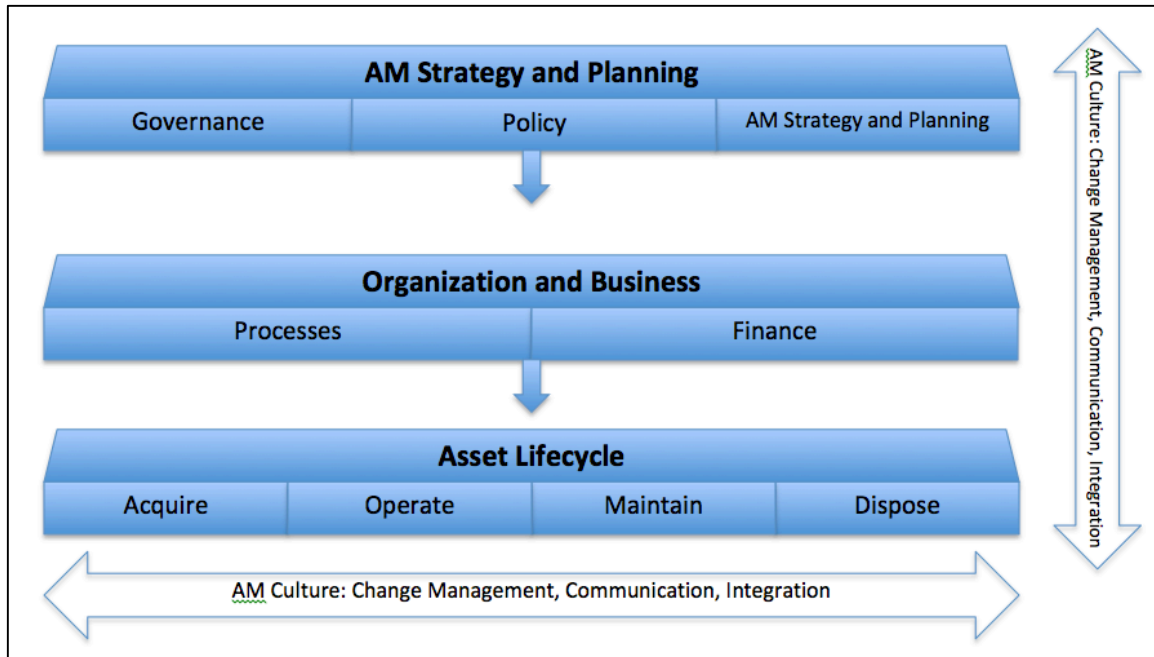 AM Strategy and Planning
Governance
Policy
AM Strategy and Planning
Organization and Business
Processes
Finance
Asset Lifecycle
Acquire
Operate
Maintain
Dispose
AM Culture: Change Management, Communication, Integration
AM Culture: Change Management, Communication, Integration